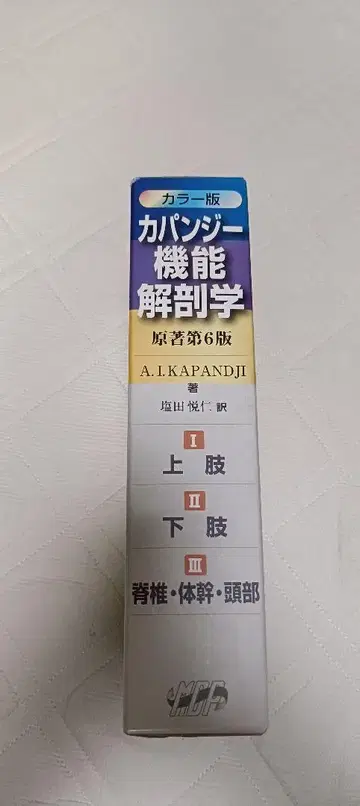 カラー版
カパンジー
機能
解剖学
原著第6版
A.I.KAPANDJI
著
塩田悦仁 訳
I
上肢
II
下肢
III
脊椎・体幹・頭部
MDP